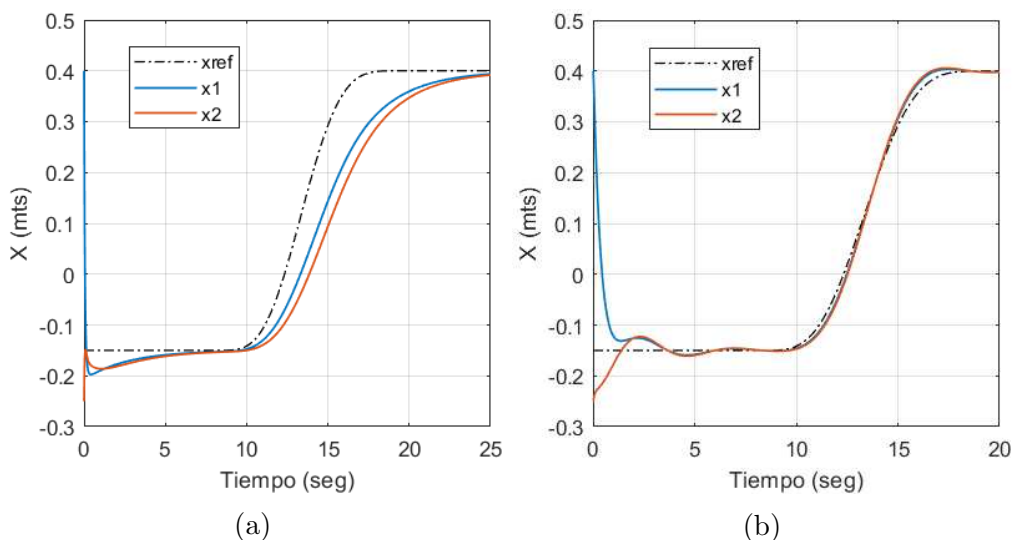 0.5
0.4
0.3
0.2
0.1
0
-0.1
-0.2
-0.3
X (mts)
xref
x1
x2
0 5 10 15 20 25
Tiempo (seg)
(a)
0.5
0.4
0.3
0.2
0.1
0
-0.1
-0.2
-0.3
X (mts)
xref
x1
x2
0 5 10 15 20
Tiempo (seg)
(b)